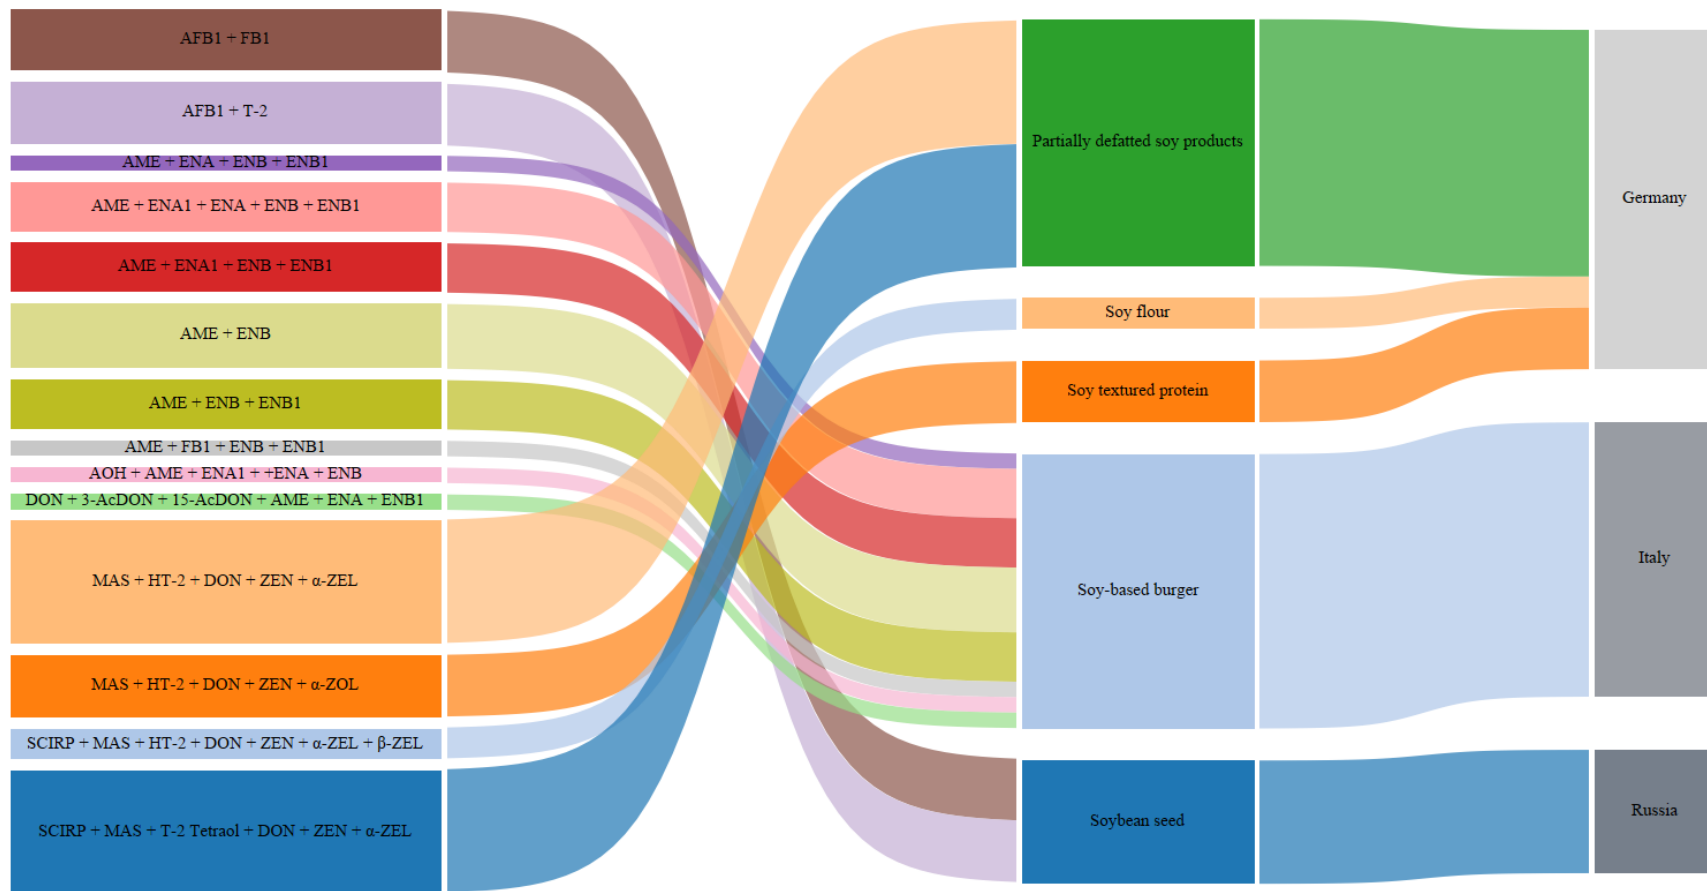 AFB1 + FB1
AFB1 + T-2
AME + ENA + ENB + ENB1
AME + ENA1 + ENA + ENB + ENB1
AME + ENA1 + ENB + ENB1
AME + ENB
AME + ENB + ENB1
AME + FB1 + ENB + ENB1
AOH + AME + ENA1 + +ENA + ENB
DON + 3-AcDON + 15-AcDON + AME + ENA + ENB1
MAS + HT-2 + DON + ZEN + α-ZEL
MAS + HT-2 + DON + ZEN + α-ZOL
SCIRP + MAS + HT-2 + DON + ZEN + α-ZEL + β-ZEL
SCIRP + MAS + T-2 Tetraol + DON + ZEN + α-ZEL
Partially defatted soy products
Soy flour
Soy textured protein
Soy-based burger
Soybean seed
Germany
Italy
Russia